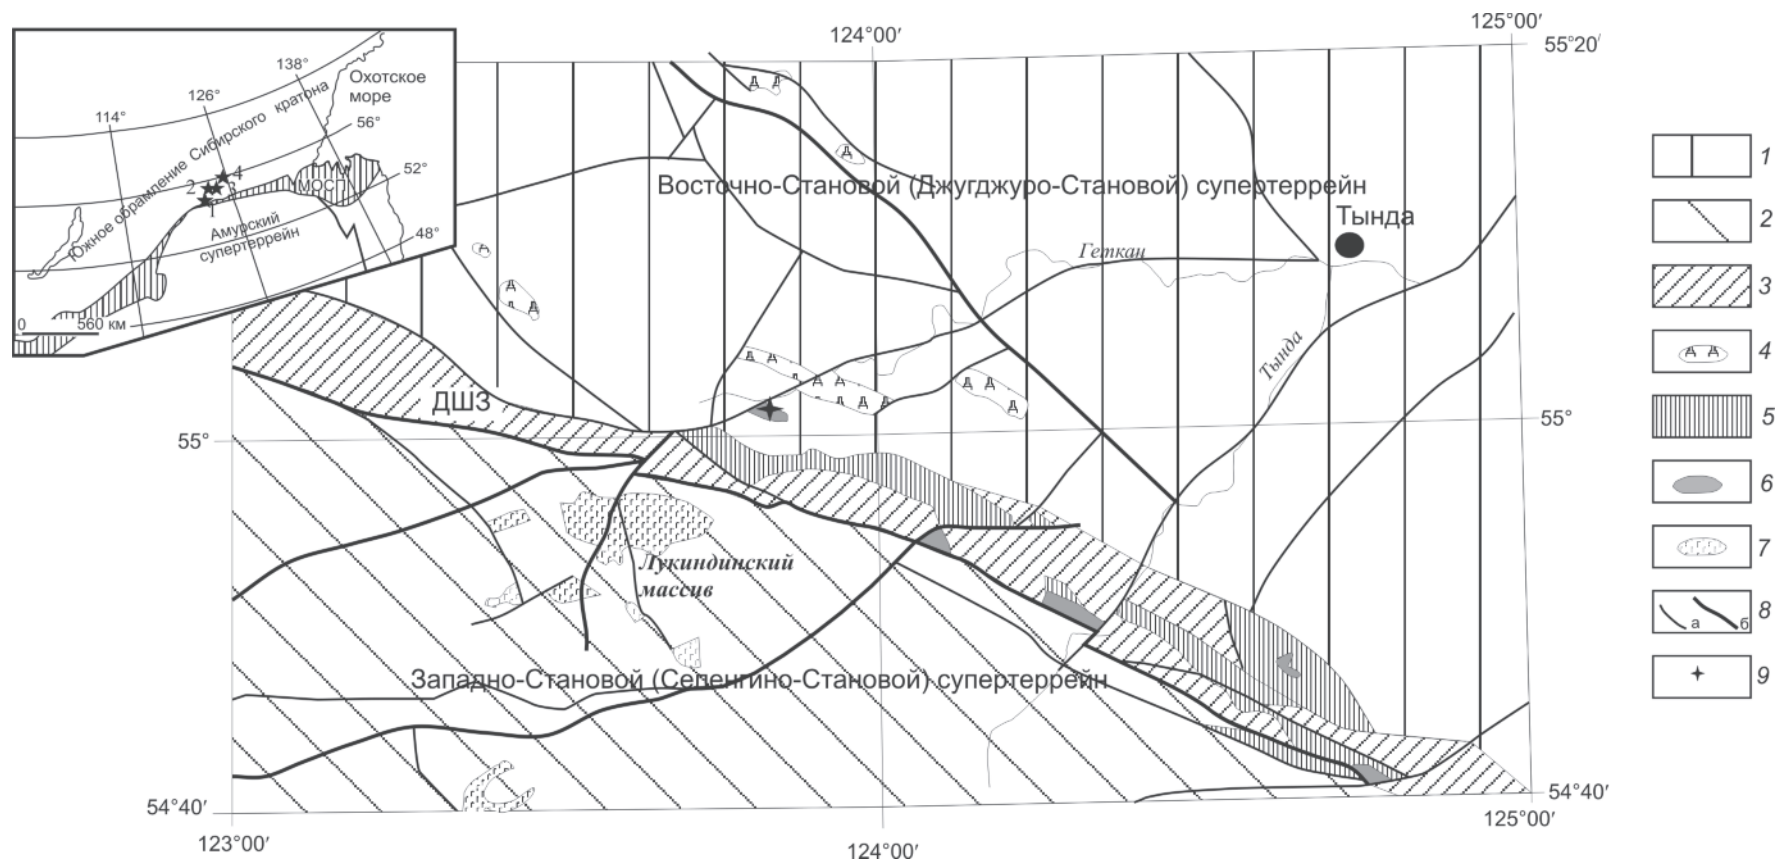 124°00′
125°00′
55°20′
138°
Охотское
море
126°
114°
56°
52°
48°
Южное обрамление Сибирского кратона
4
2
3
1
МОСП
Амурский
супертеррейн
0 560 км
Восточно-Становой (Джугджуро-Становой) супертеррейн
Тында
Геткан
Тында
ДШЗ
55°
55°
Лукиндинский
массив
Западно-Становой (Селенгино-Становой) супертеррейн
54°40′
54°40′
123°00′
124°00′
125°00′
1
2
3
4
5
6
7
а б 8
9